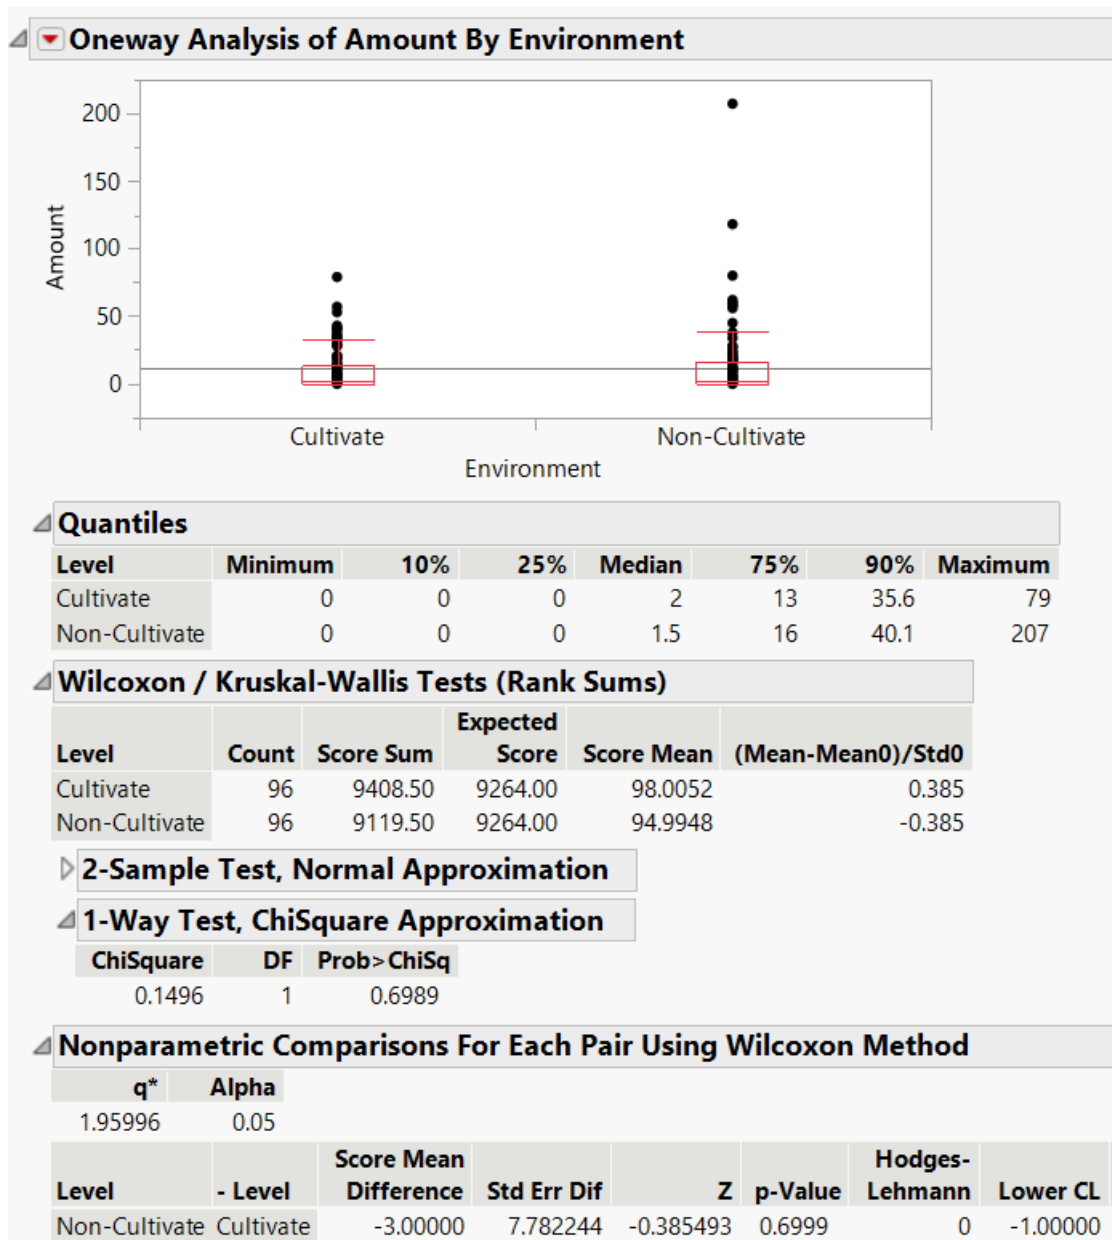 Oneway Analysis of Amount By Environment
200
150
100
50
0
Amount
Cultivate Non-Cultivate
Environment
Quantiles
Level Minimum 10% 25% Median 75% 90% Maximum
Cultivate 0 0 0 2 13 35.6 79
Non-Cultivate 0 0 0 1.5 16 40.1 207
Wilcoxon / Kruskal-Wallis Tests (Rank Sums)
Expected
Level Count Score Sum Score Score Mean (Mean-Mean0)/Std0
Cultivate 96 9408.50 9264.00 98.0052 0.385
Non-Cultivate 96 9119.50 9264.00 94.9948 -0.385
2-Sample Test, Normal Approximation
1-Way Test, ChiSquare Approximation
ChiSquare DF Prob>ChiSq
0.1496 1 0.6989
Nonparametric Comparisons For Each Pair Using Wilcoxon Method
q* Alpha
1.95996 0.05
Score Mean Hodges-
Level - Level Difference Std Err Dif Z p-Value Lehmann Lower CL
Non-Cultivate Cultivate -3.00000 7.782244 -0.385493 0.6999 0 -1.00000